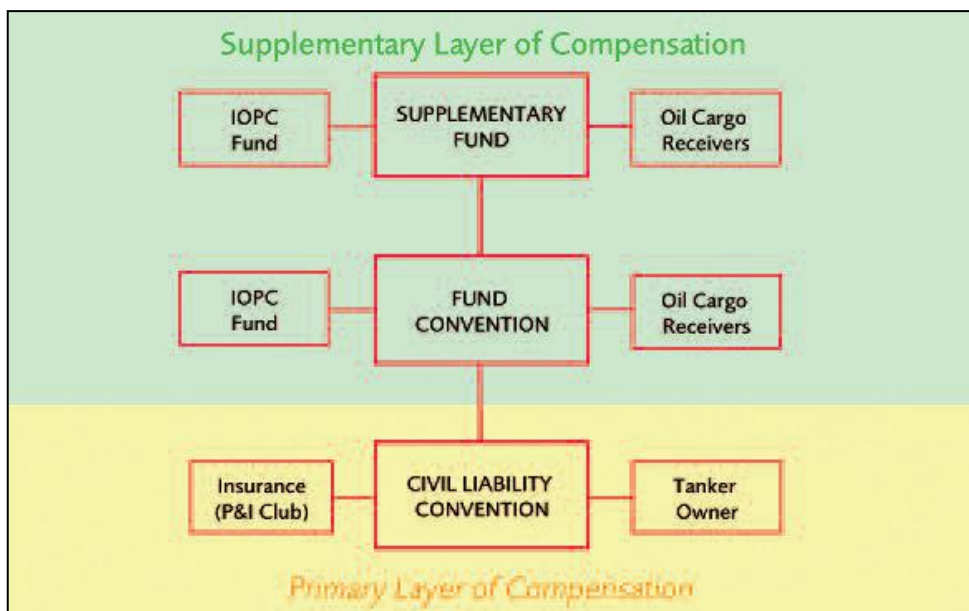 Supplementary Layer of Compensation
IOPC
Fund
SUPPLEMENTARY
FUND
Oil Cargo
Receivers
IOPC
Fund
FUND
CONVENTION
Oil Cargo
Receivers
Insurance
(P&I Club)
CIVIL LIABILITY
CONVENTION
Tanker
Owner
Primary Layer of Compensation